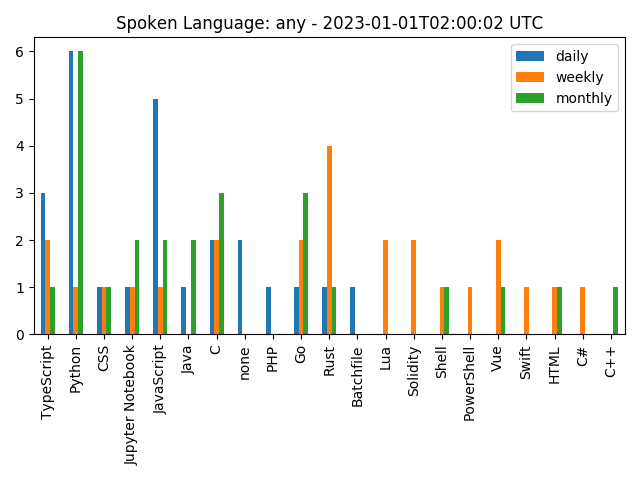 Spoken Language: any - 2023-01-01T02:00:02 UTC
daily
weekly
monthly
6
5
4
3
2
1
0
TypeScript
Python
CSS
Jupyter Notebook
JavaScript
Java
C
none
PHP
Go
Rust
Batchfile
Lua
Solidity
Shell
PowerShell
Vue
Swift
HTML
C#
C++